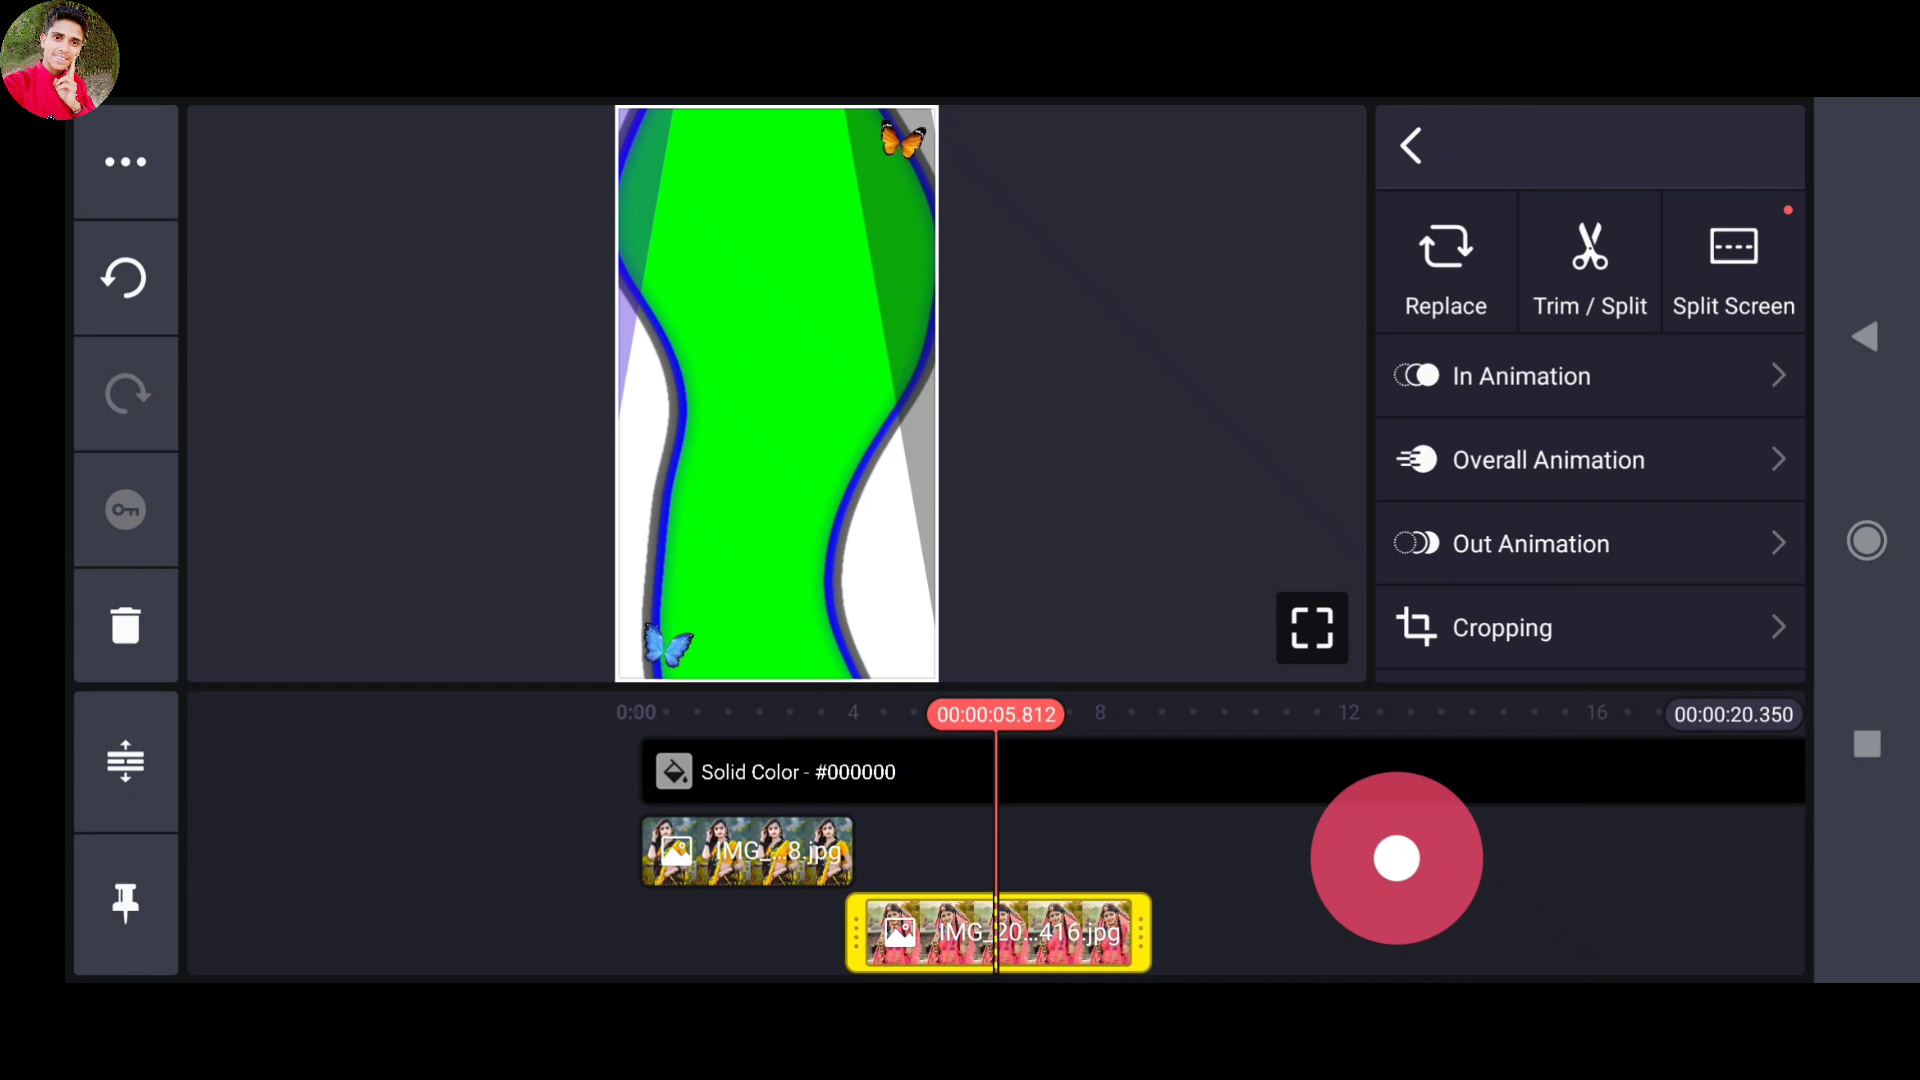 Replace
Trim / Split
Split Screen
In Animation
Overall Animation
Out Animation
Cropping
0:00
4
00:00:05.812
8
12
16
00:00:20.350
Solid Color - #000000
IMG_...8.jpg
IMG_20...416.jpg